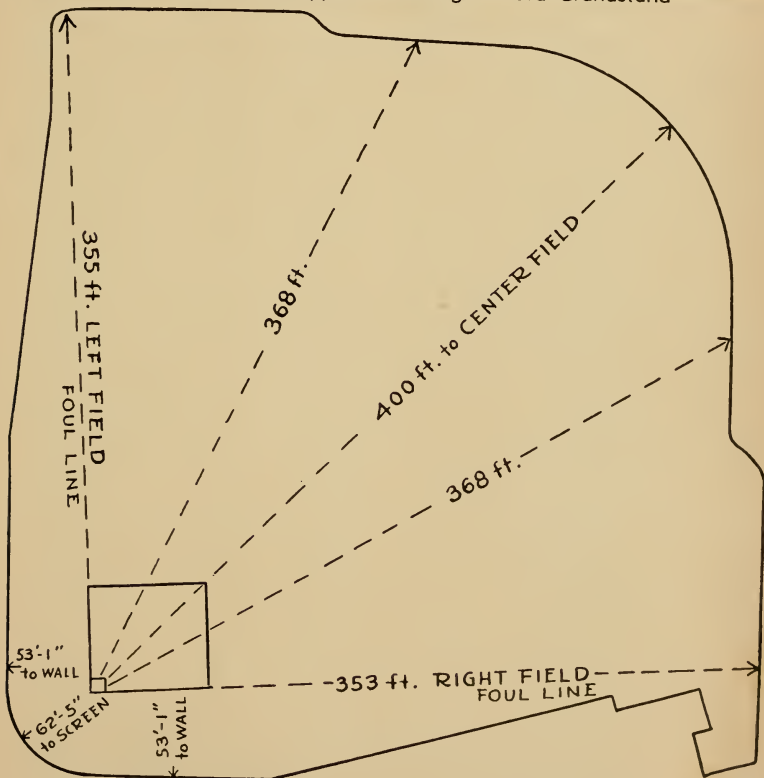 Grandstand
355 ft. LEFT FIELD
FOUL LINE
368 ft.
400 ft. to CENTER FIELD
368 ft.
353 ft. RIGHT FIELD
FOUL LINE
53'-1"
to WALL
62'-5"
to SCREEN
53'-1"
to WALL